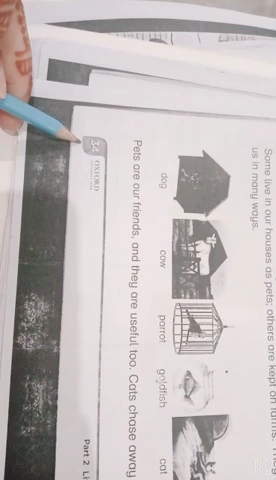 Some live in our houses as pets; others are kept on farms. They
us in many ways.
dog cow parrot goldfish cat
Pets are our friends, and they are useful too. Cats chase away
34 OXFORD
Part 2 Li